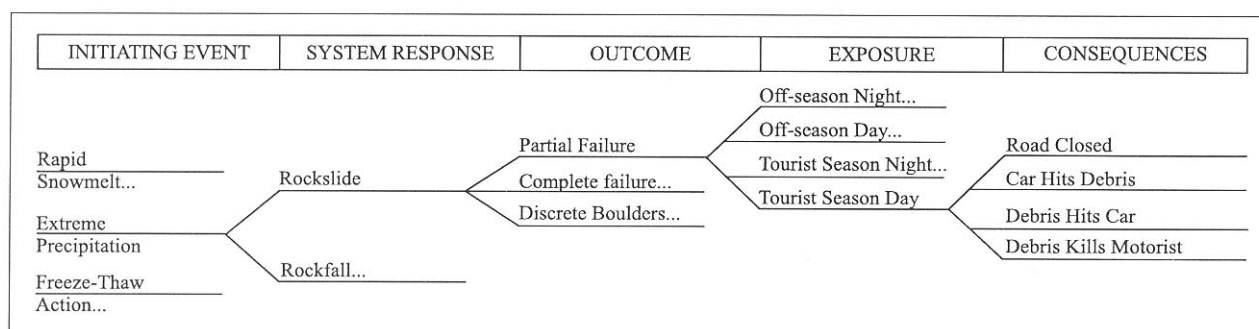 INITIATING EVENT
SYSTEM RESPONSE
OUTCOME
EXPOSURE
CONSEQUENCES
Rapid
Snowmelt...
Extreme
Precipitation
Freeze-Thaw
Action...
Rockslide
Rockfall...
Partial Failure
Complete failure...
Discrete Boulders...
Off-season Night...
Off-season Day...
Tourist Season Night...
Tourist Season Day
Road Closed
Car Hits Debris
Debris Hits Car
Debris Kills Motorist